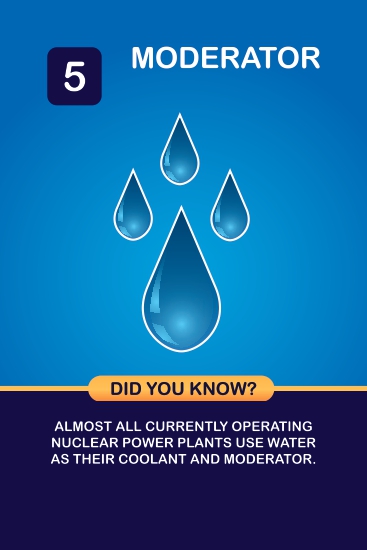 5
MODERATOR
DID YOU KNOW?
ALMOST ALL CURRENTLY OPERATING
NUCLEAR POWER PLANTS USE WATER
AS THEIR COOLANT AND MODERATOR.